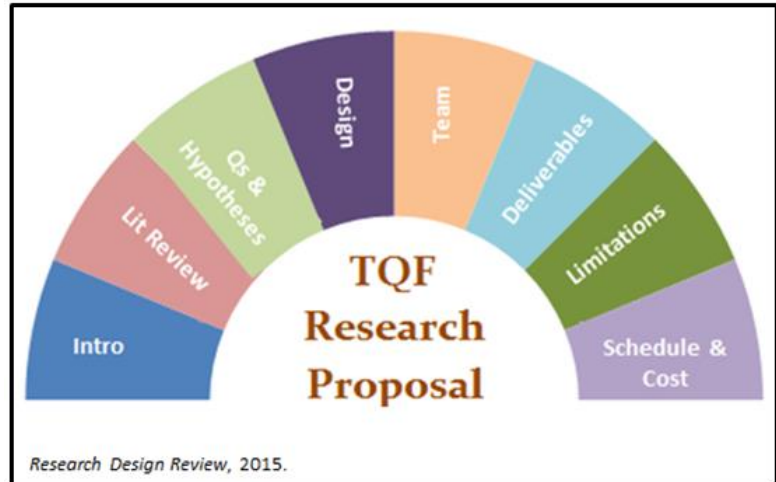 Intro
Lit Review
Qs &
Hypotheses
Design
Team
Deliverables
Limitations
Schedule &
Cost
TQF
Research
Proposal
Research Design Review, 2015.